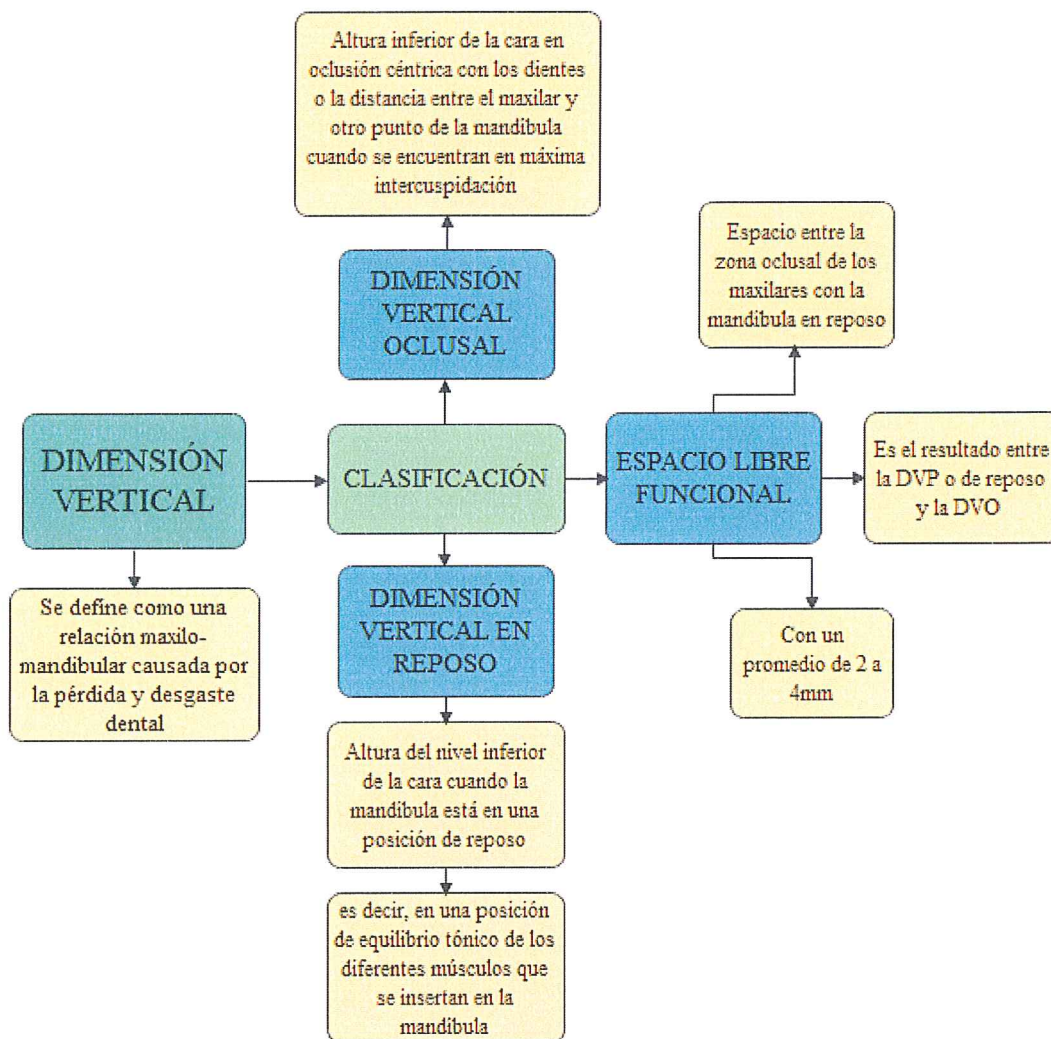 Altura inferior de la cara en
oclusión céntrica con los dientes
o la distancia entre el maxilar y
otro punto de la mandibula
cuando se encuentran en máxima
intercuspidación
Espacio entre la
zona oclusal de los
maxilares con la
mandibula en reposo
DIMENSIÓN
VERTICAL
OCLUSAL
DIMENSIÓN
VERTICAL
CLASIFICACIÓN
ESPACIO LIBRE
FUNCIONAL
Es el resultado entre
la DVP o de reposo
y la DVO
Se define como una
relación maxilo-
mandibular causada por
la pérdida y desgaste
dental
DIMENSIÓN
VERTICAL EN
REPOSO
Con un
promedio de 2 a
4mm
Altura del nivel inferior
de la cara cuando la
mandibula está en una
posición de reposo
es decir, en una posición
de equilibrio tónico de los
diferentes músculos que
se insertan en la
mandibula